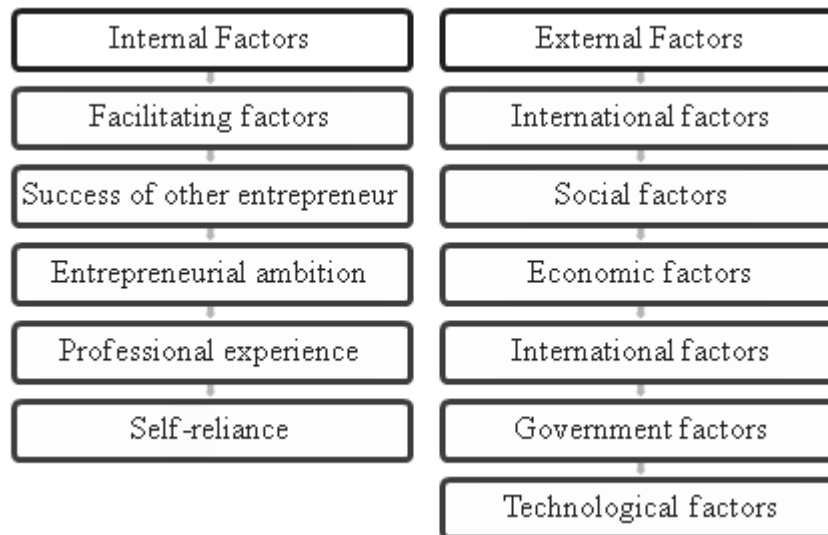 Internal Factors
Facilitating factors
Success of other entrepreneur
Entrepreneurial ambition
Professional experience
Self-reliance
External Factors
International factors
Social factors
Economic factors
International factors
Government factors
Technological factors